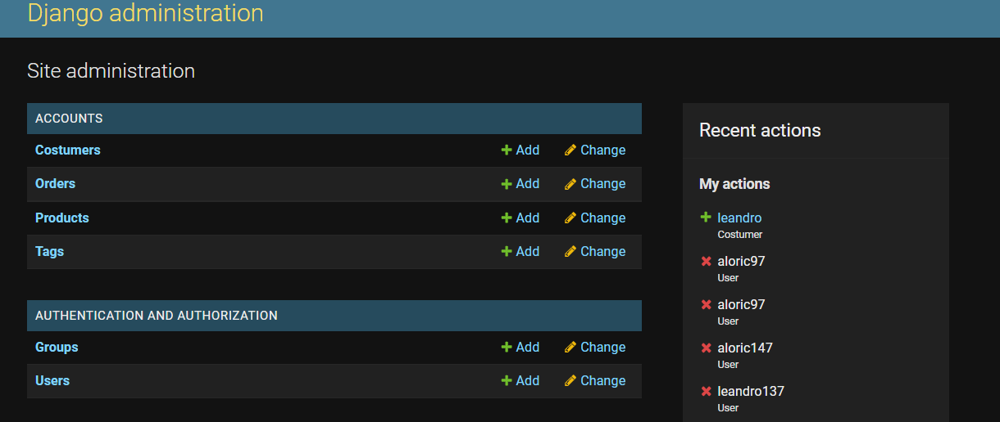 Django administration
Site administration
ACCOUNTS
Costumers Add Change
Orders Add Change
Products Add Change
Tags Add Change
AUTHENTICATION AND AUTHORIZATION
Groups Add Change
Users Add Change
Recent actions
My actions
leandro
Costumer
aloric97
User
aloric97
User
aloric147
User
leandro137
User